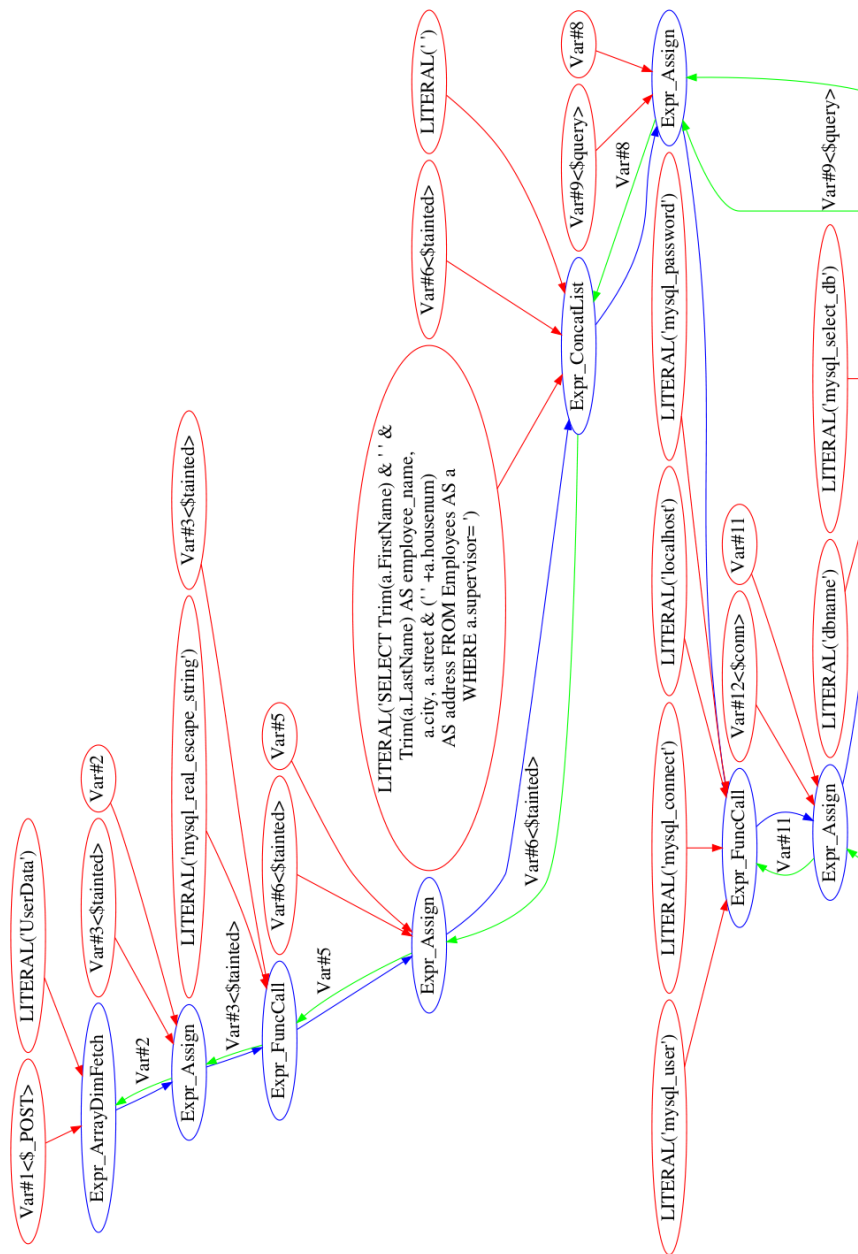 Var#1<$_POST>
LITERAL('UserData')
Expr_ArrayDimFetch
Var#2
Var#3<$tainted>
Var#2
Expr_Assign
Var#3<$tainted>
LITERAL('mysql_real_escape_string')
Var#3<$tainted>
Expr_FuncCall
Var#5
Var#6<$tainted>
Var#5
Expr_Assign
Var#6<$tainted>
LITERAL('SELECT Trim(a.FirstName) & ' ' &
Trim(a.LastName) AS employee_name,
a.city, a.street & (' ' +a.housenum)
AS address FROM Employees AS a
WHERE a.supervisor= ')
Var#6<$tainted>
LITERAL(' ')
Expr_ConcatList
Var#8
Var#9<$query>
Var#8
Expr_Assign
Var#9<$query>
LITERAL('mysql_user')
LITERAL('mysql_connect')
LITERAL('localhost')
LITERAL('mysql_password')
Expr_FuncCall
Var#11
Var#12<$conn>
Var#11
Expr_Assign
LITERAL('dbname')
LITERAL('mysql_select_db')